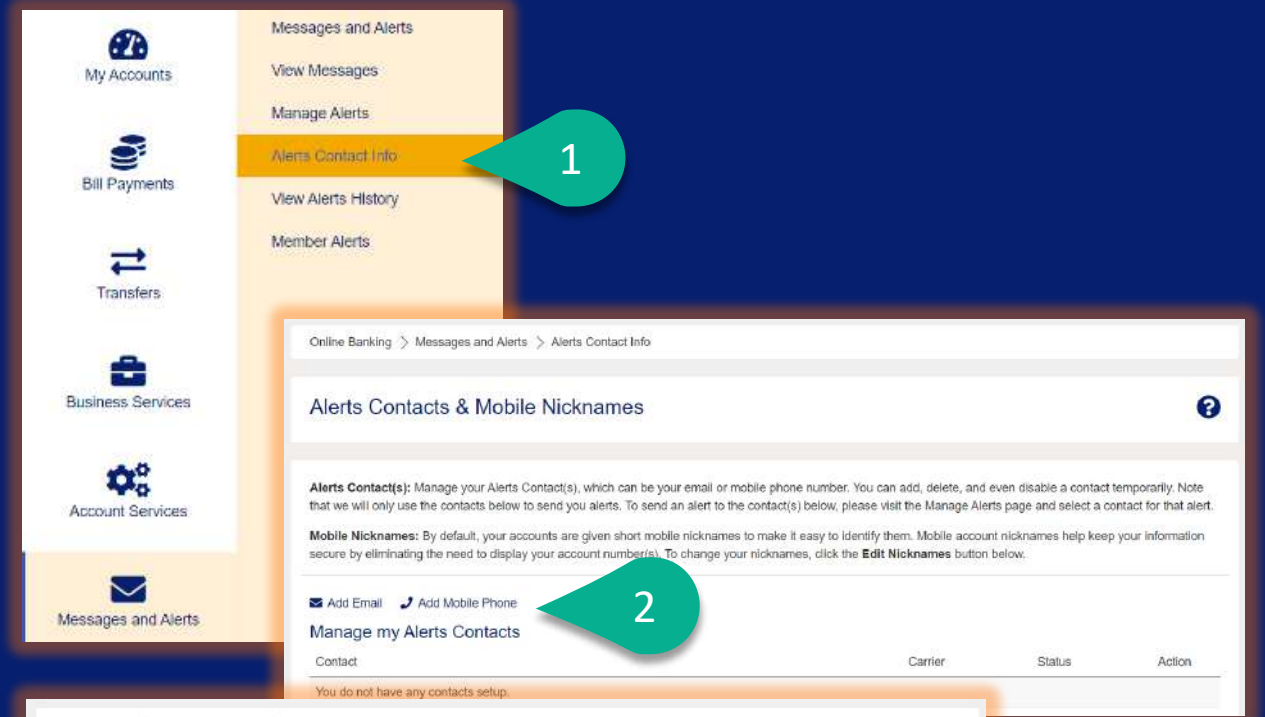 My Accounts
Bill Payments
Transfers
Business Services
Account Services
Messages and Alerts
Messages and Alerts
View Messages
Manage Alerts
Alerts Contact Info
View Alerts History
Member Alerts
1
Online Banking > Messages and Alerts > Alerts Contact Info
Alerts Contacts & Mobile Nicknames
?
Alerts Contact(s): Manage your Alerts Contact(s), which can be your email or mobile phone number. You can add, delete, and even disable a contact temporarily. Note
that we will only use the contacts below to send you alerts. To send an alert to the contact(s) below, please visit the Manage Alerts page and select a contact for that alert.
Mobile Nicknames: By default, your accounts are given short mobile nicknames to make it easy to identify them. Mobile account nicknames help keep your information
secure by eliminating the need to display your account number(s). To change your nicknames, click the Edit Nicknames button below.
Add Email Add Mobile Phone
2
Manage my Alerts Contacts
Contact Carrier Status Action
You do not have any contacts setup.